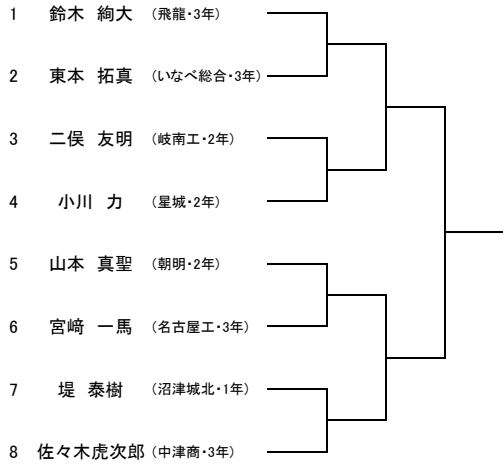 1 鈴木 絢大 (飛龍・3年)
2 東本 拓真 (いなべ総合・3年)
3 二俣 友明 (岐南工・2年)
4 小川 力 (星城・2年)
5 山本 真聖 (朝明・2年)
6 宮﨑 一馬 (名古屋工・3年)
7 堤 泰樹 (沼津城北・1年)
8 佐々木虎次郎 (中津商・3年)